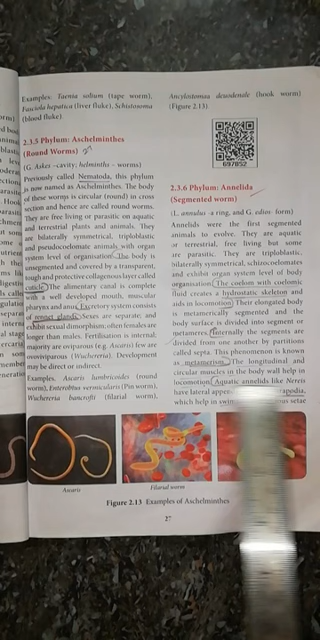 Examples: Taenia solium (tape worm),
Fasciola hepatica (liver fluke), Schistosoma
(blood fluke)
2.3.5 Phylum: Aschelminthes
(Round Worms)
(G. Askes –cavity; helminths – worms)
Previously called Nematoda, this phylum
is now named as Aschelminthes. The body
of these worms is circular (round) in cross
section and hence are called round worms.
They are free living or parasitic on aquatic
and terrestrial plants and animals. They
are bilaterally symmetrical, triploblastic
and pseudocoelomate animals with organ
system level of organisation. The body is
unsegmented and covered by a transparent,
tough and protective collagenous layer called
cuticle. The alimentary canal is complete
with a well developed mouth, muscular
pharynx and anus. Excretory system consists
of rennet glands. Sexes are separate; and
exhibit sexual dimorphism; often females are
longer than males. Fertilisation is internal;
majority are oviparous (e.g. Ascaris) few are
ovoviviparous (Wuchereria). Development
may be direct or indirect.
Examples: Ascaris lumbricoides (round
worm), Enterobius vermicularis (Pin worm),
Wuchereria bancrofti (filarial worm),
Ancylostomaa deuodenale (hook worm)
(Figure 2.13)
697852
2.3.6 Phylum: Annelida
(Segmented worm)
(L. annulus -a ring, and G. edios- form)
Annelids were the first segmented
animals to evolve. They are aquatic
or terrestrial, free living but some
are parasitic. They are triploblastic,
bilaterally symmetrical, schizocoelomates
and exhibit organ system level of body
organisation. The coelom with coelomic
fluid creates a hydrostatic skeleton and
aids in locomotion. Their elongated body
is metamerically segmented and the
body surface is divided into segment or
metameres. Internally the segments are
divided from one another by partitions
called septa. This phenomenon is known
as metamerism. The longitudinal and
circular muscles in the body wall help in
locomotion. Aquatic annelids like Nereis
have lateral
which help in setae
Ascaris
Filarial worm
Figure 2.13 Examples of Aschelminthes
27